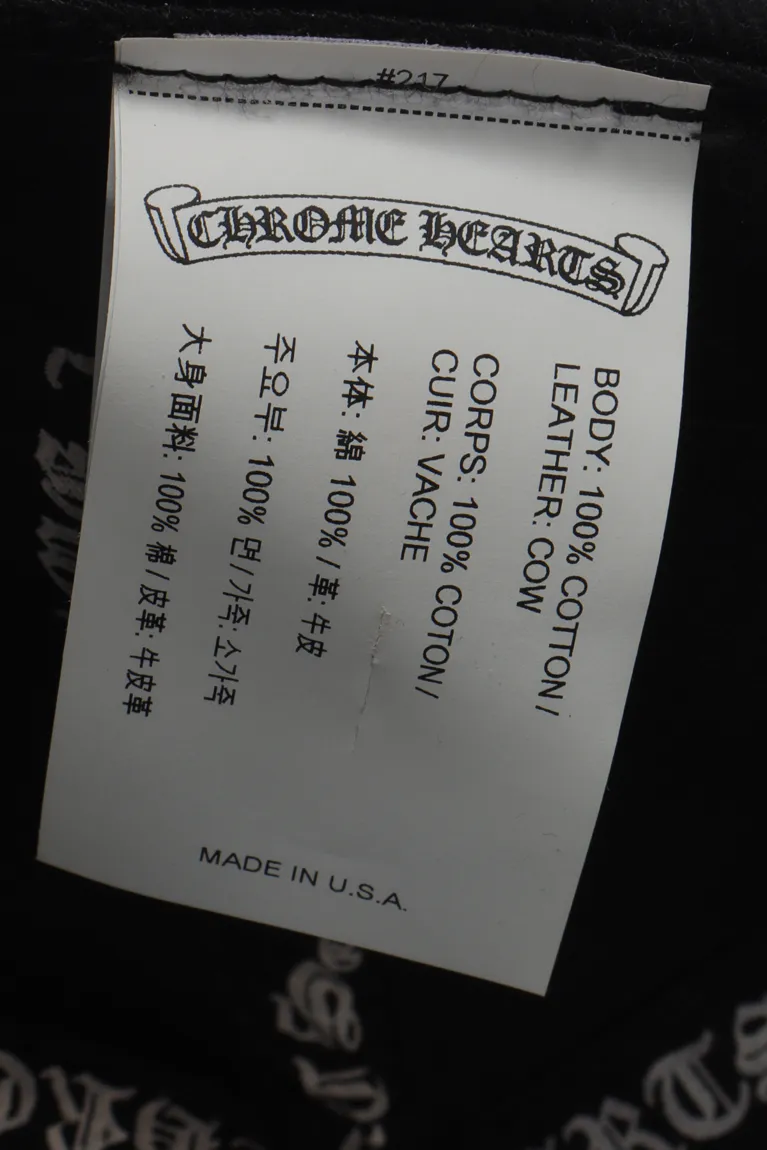 #217
CHROME HEARTS
BODY: 100% COTTON /
LEATHER: COW
CORPS: 100% COTON /
CUIR: VACHE
本体: 綿 100% / 革: 牛皮
주요부: 100% 면 / 가죽: 소가죽
大身面料: 100% 棉 / 皮革: 牛皮革
MADE IN U.S.A.